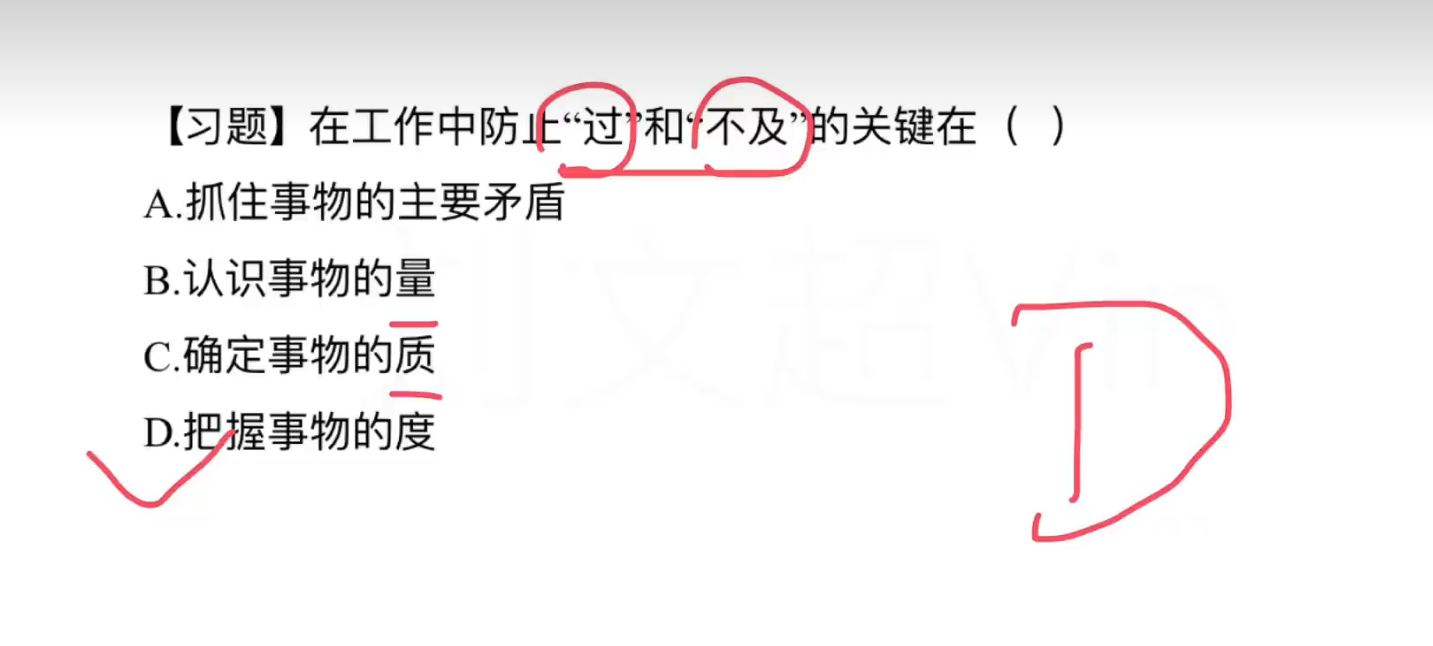 【习题】在工作中防止“过”和“不及”的关键在（ ）
A.抓住事物的主要矛盾
B.认识事物的量
C.确定事物的质
D.把握事物的度
D